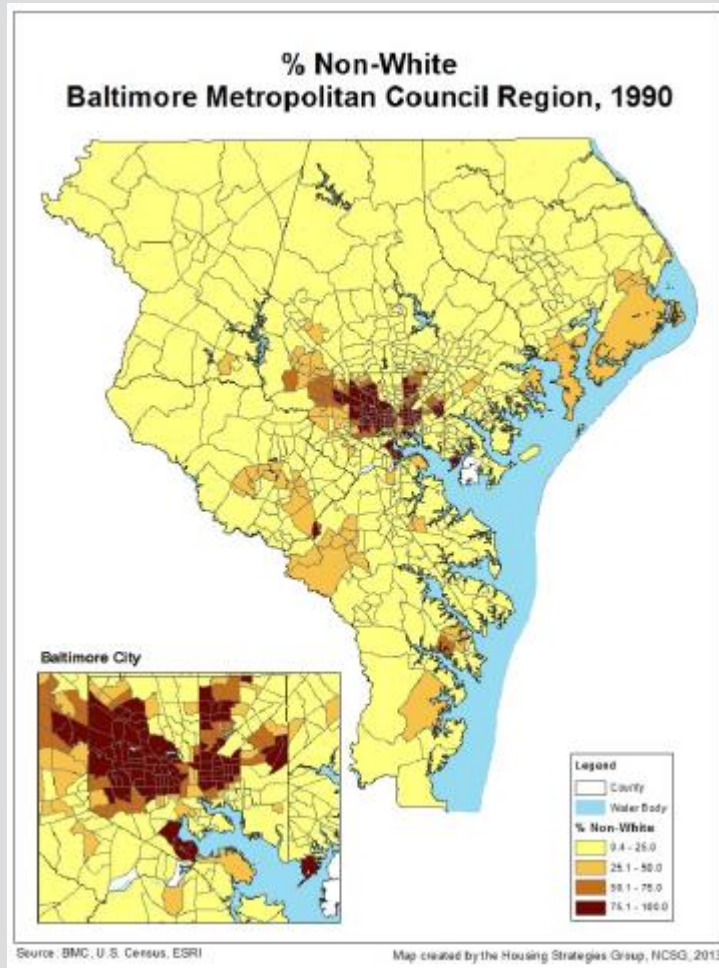 % Non-White
Baltimore Metropolitan Council Region, 1990
Baltimore City
Legend
County
Water Body
% Non-White
0.4 - 25.0
25.1 - 50.0
50.1 - 75.0
75.1 - 100.0
Source: BMC, U.S. Census, ESRI
Map created by the Housing Strategies Group, NCSG, 2013